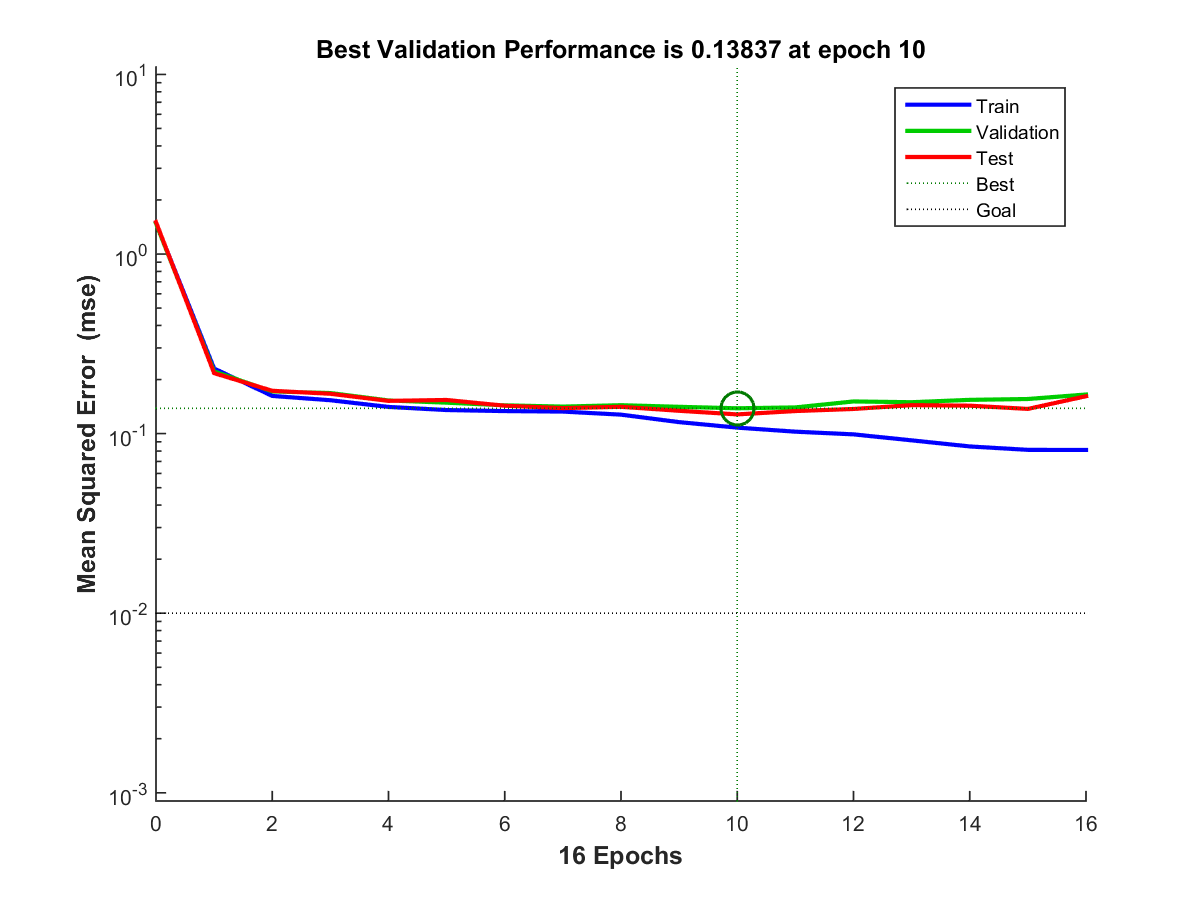 Best Validation Performance is 0.13837 at epoch 10
10^1
10^0
10^-1
10^-2
10^-3
Mean Squared Error (mse)
Train
Validation
Test
Best
Goal
0 2 4 6 8 10 12 14 16
16 Epochs